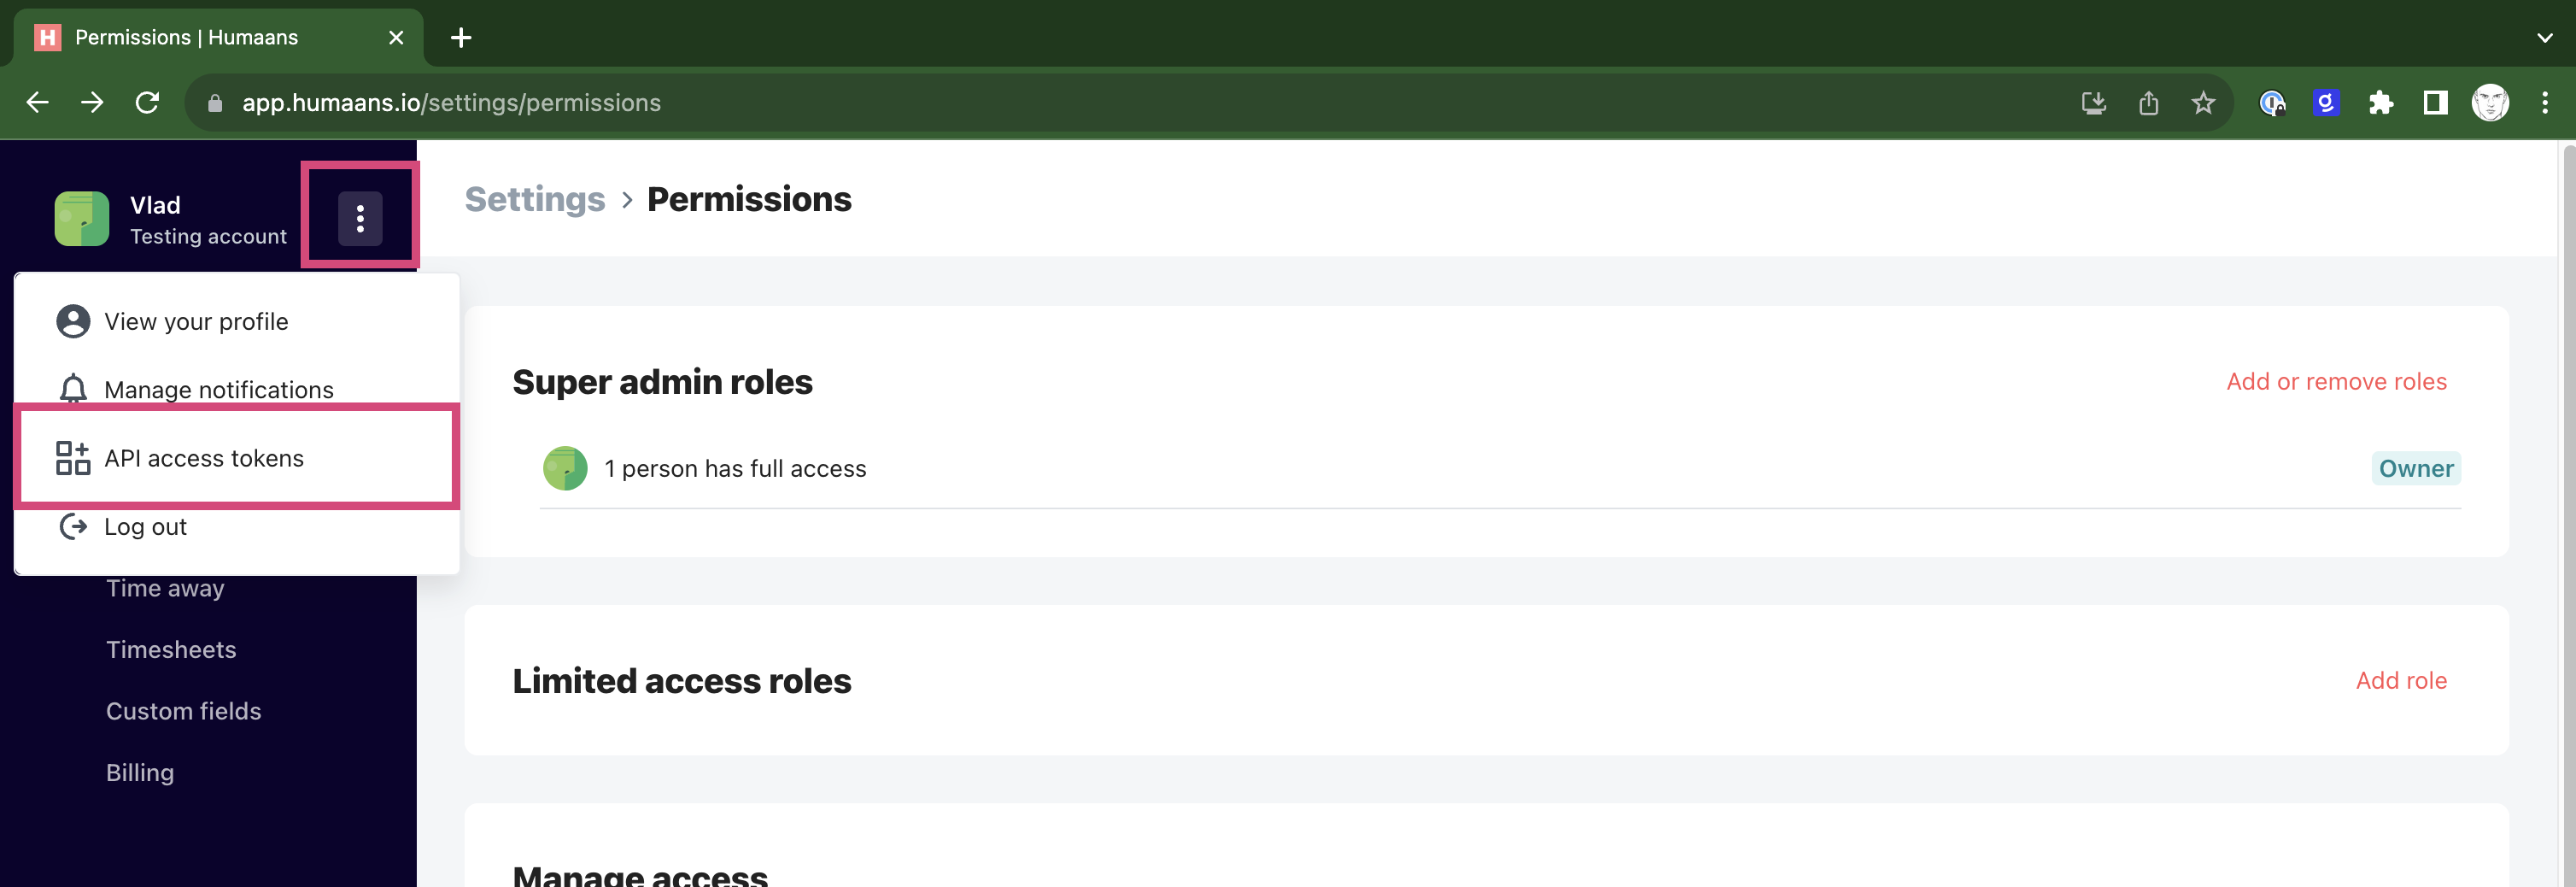 H Permissions | Humaans
app.humaans.io/settings/permissions
Vlad
Testing account
View your profile
Manage notifications
API access tokens
Log out
Time away
Timesheets
Custom fields
Billing
Settings > Permissions
Super admin roles
Add or remove roles
1 person has full access
Owner
Limited access roles
Add role
Manage access